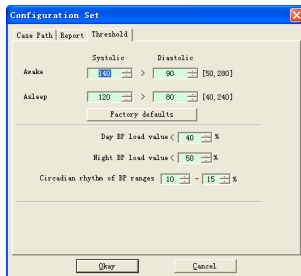 Configuration Set
Case Path Report Threshold
Systolic Diastolic
Awake 140 > 90 [50,280]
Asleep 120 > 80 [40,240]
Factory defaults
Day BP load value< 40 %
Night BP load value< 50 %
Circadian rhythm of BP ranges 10 - 15 %
Okay Cancel